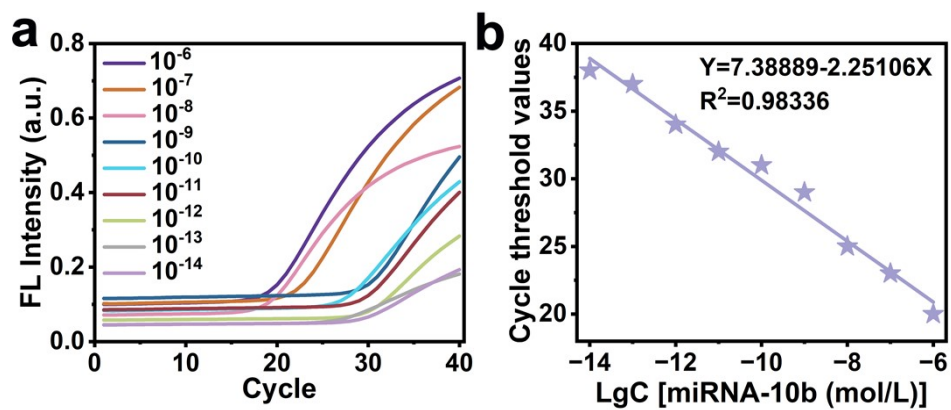 a
FL Intensity (a.u.)
0.8
0.6
0.4
0.2
0.0
10⁻⁶
10⁻⁷
10⁻⁸
10⁻⁹
10⁻¹⁰
10⁻¹¹
10⁻¹²
10⁻¹³
10⁻¹⁴
0 10 20 30 40
Cycle
b
Cycle threshold values
40
35
30
25
20
Y=7.38889-2.25106X
R²=0.98336
−14 −12 −10 −8 −6
LgC [miRNA-10b (mol/L)]